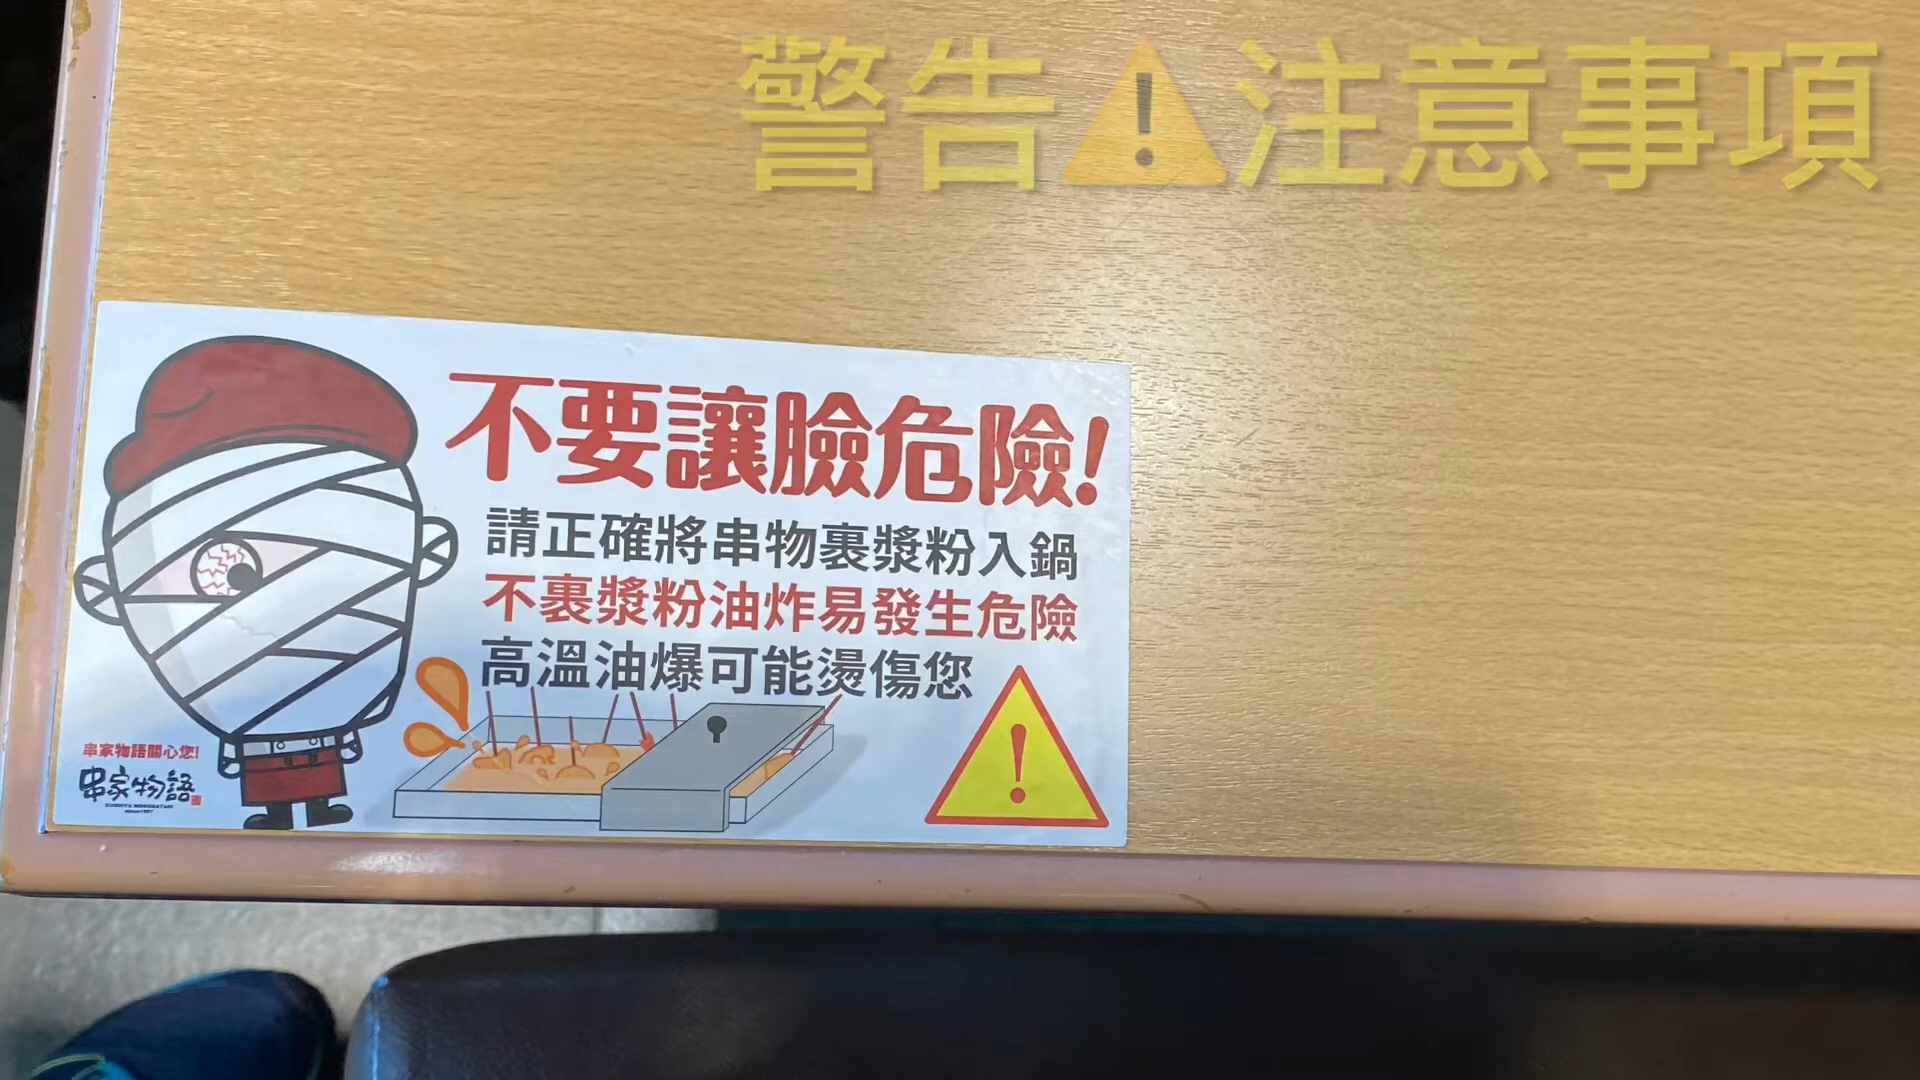 警告⚠️注意事項
不要讓臉危險!
請正確將串物裹漿粉入鍋
不裹漿粉油炸易發生危險
高溫油爆可能燙傷您
串家物語關心您!
串家物語
KUSHIYA MONOGATARI